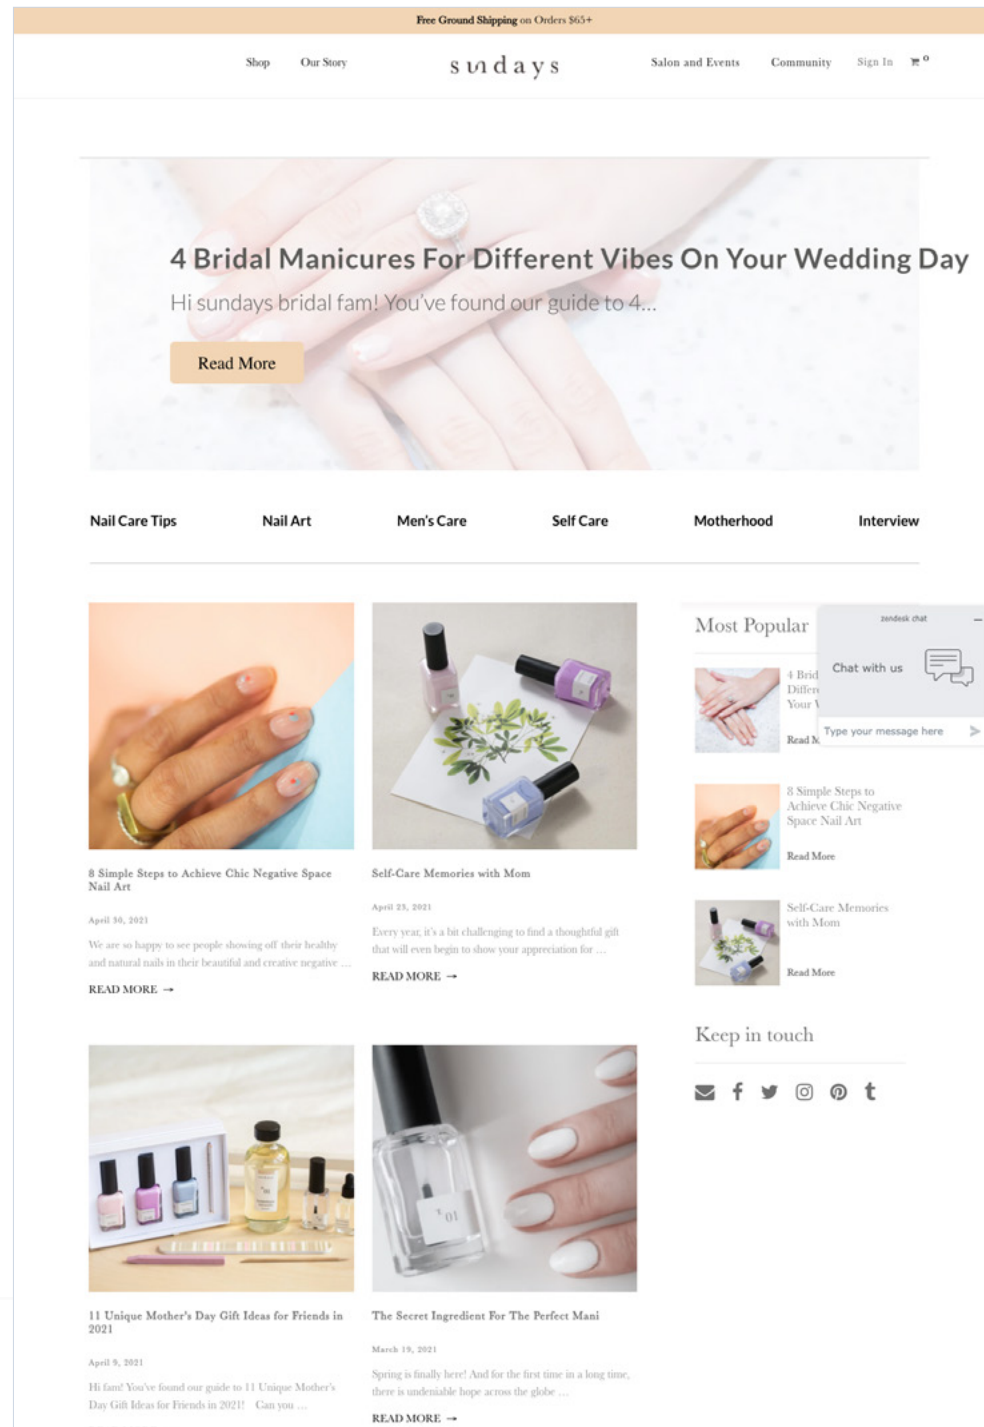 Free Ground Shipping on Orders $65+
Shop
Our Story
sundays
Salon and Events
Community
Sign In
0
4 Bridal Manicures For Different Vibes On Your Wedding Day
Hi sundays bridal fam! You've found our guide to 4...
Read More
Nail Care Tips
Nail Art
Men's Care
Self Care
Motherhood
Interview
8 Simple Steps to Achieve Chic Negative Space
Nail Art
April 30, 2021
We are so happy to see people showing off their healthy
and natural nails in their beautiful and creative negative ...
READ MORE →
Self-Care Memories with Mom
April 23, 2021
Every year, it's a bit challenging to find a thoughtful gift
that will even begin to show your appreciation for ...
READ MORE →
11 Unique Mother's Day Gift Ideas for Friends in
2021
April 9, 2021
Hi fam! You've found our guide to 11 Unique Mother's
Day Gift Ideas for Friends in 2021! Can you ...
The Secret Ingredient For The Perfect Mani
March 19, 2021
Spring is finally here! And for the first time in a long time,
there is undeniable hope across the globe ...
READ MORE →
Most Popular
4 Brid
Differe
Your
Read M
zendesk chat
Chat with us
Type your message here
8 Simple Steps to
Achieve Chic Negative
Space Nail Art
Read More
Self-Care Memories
with Mom
Read More
Keep in touch